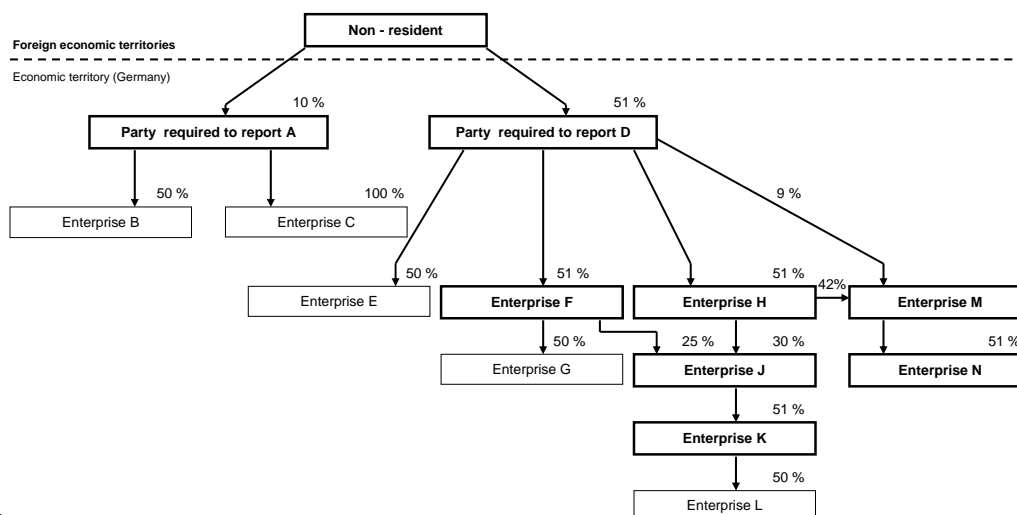 Non - resident
Foreign economic territories
Economic territory (Germany)
10 %
51 %
Party required to report A
Party required to report D
50 %
100 %
9 %
Enterprise B
Enterprise C
50 %
51 %
51 %
42%
Enterprise E
Enterprise F
Enterprise H
Enterprise M
50 %
25 %
30 %
51 %
Enterprise G
Enterprise J
Enterprise N
51 %
Enterprise K
50 %
Enterprise L